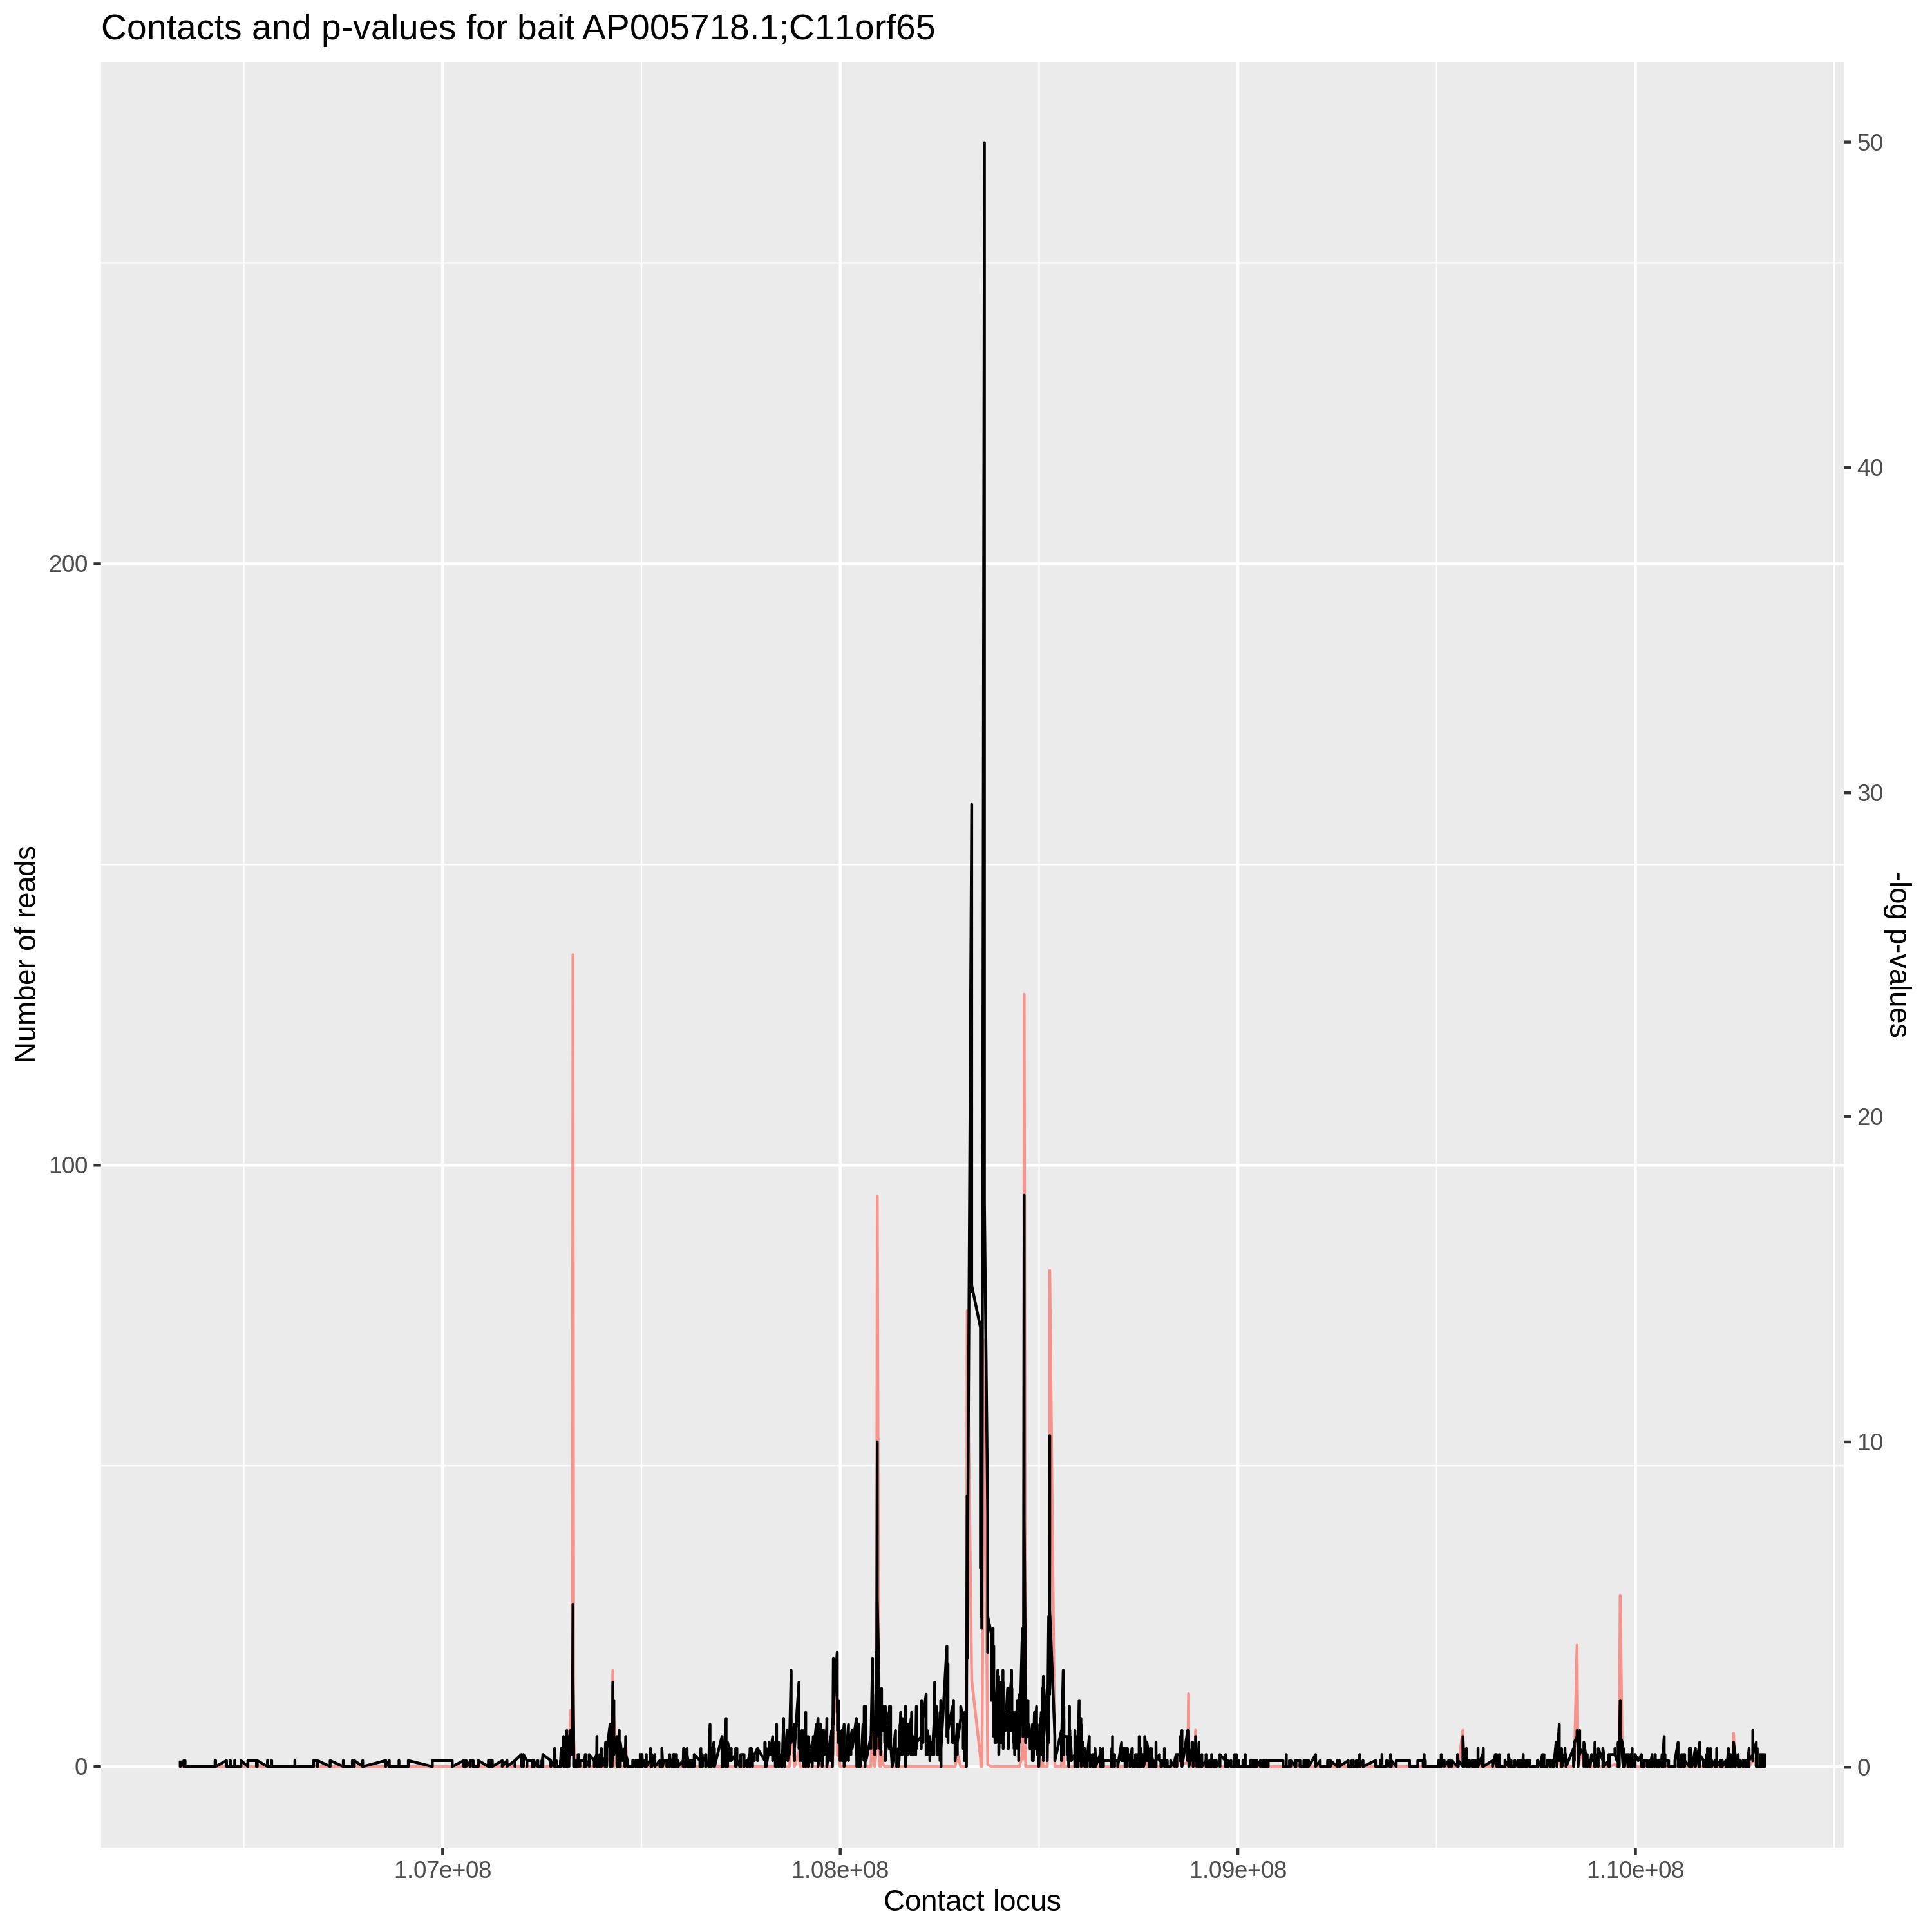 Contacts and p-values for bait AP005718.1;C11orf65
Number of reads
200
100
0
50
40
30
20
10
0
-log p-values
1.07e+08
1.08e+08
1.09e+08
1.10e+08
Contact locus